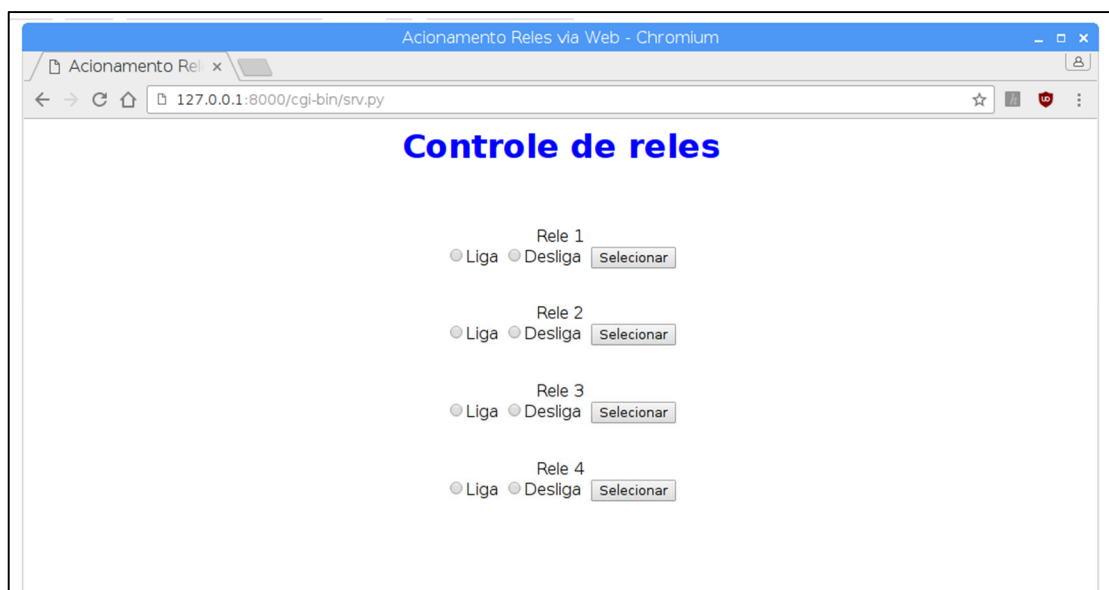 Acionamento Reles via Web - Chromium
Acionamento Rel
127.0.0.1:8000/cgi-bin/srv.py
Controle de reles
Rele 1
Liga Desliga Selecionar
Rele 2
Liga Desliga Selecionar
Rele 3
Liga Desliga Selecionar
Rele 4
Liga Desliga Selecionar